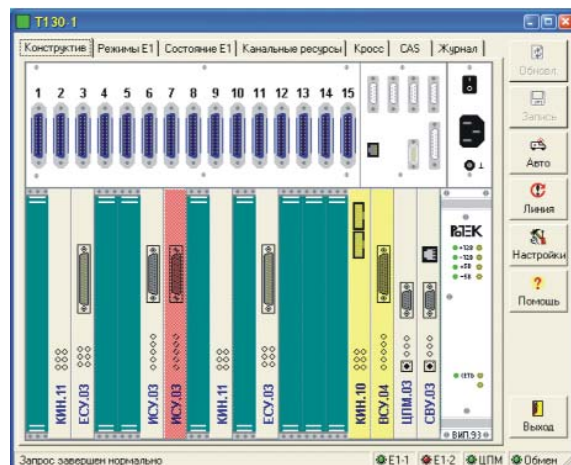 T130-1
Конструктив Режимы E1 Состояние E1 Канальные ресурсы Кросс CAS Журнал
1 2 3 4 5 6 7 8 9 10 11 12 13 14 15
Обновл.
Запись
Авто
Линия
Настройки
Помощь
Выход
КИН.11
ЕСУ.03
ИСУ.03
ИСУ.03
КИН.11
ЕСУ.03
КИН.10
ВСУ.04
ЦПМ.03
СВУ.03
СЕТЬ
ВИП.93
Запрос завершен нормально
E1-1 E1-2 ЦПМ Обмен